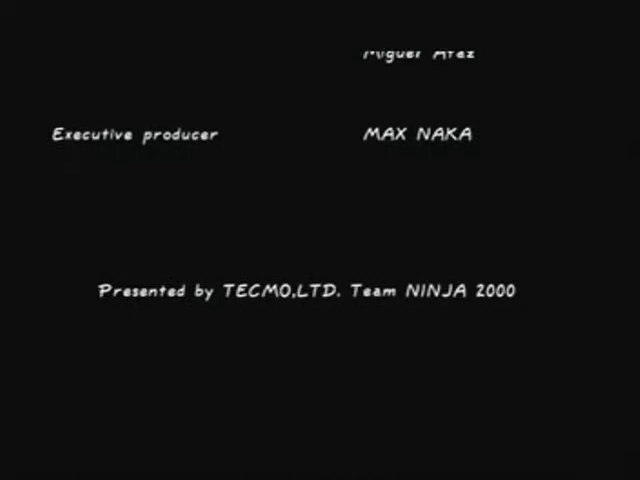 Executive producer MAX NAKA
Presented by TECMO,LTD. Team NINJA 2000